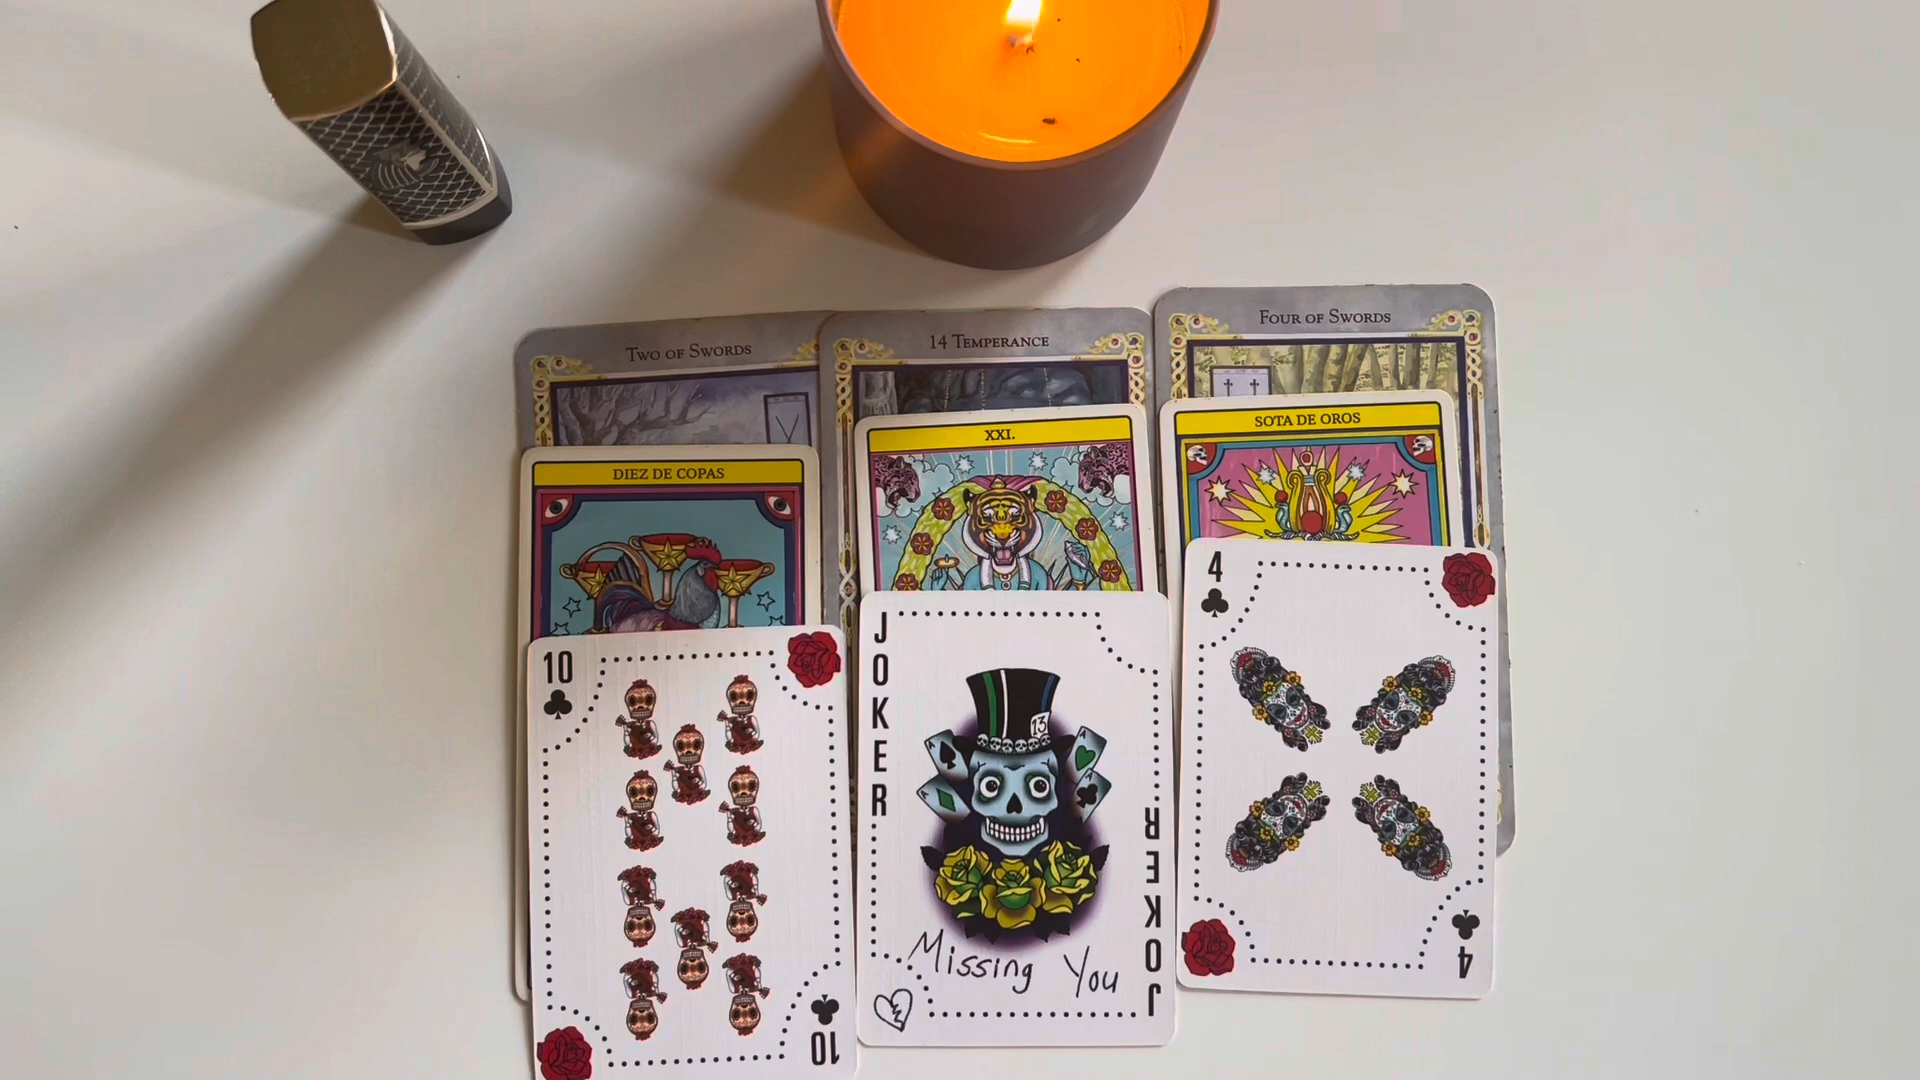 Two of Swords
14 Temperance
Four of Swords
DIEZ DE COPAS
XXI.
SOTA DE OROS
10
10
JOKER
13
A
A
A
A
Missing You
JOKER
4
4